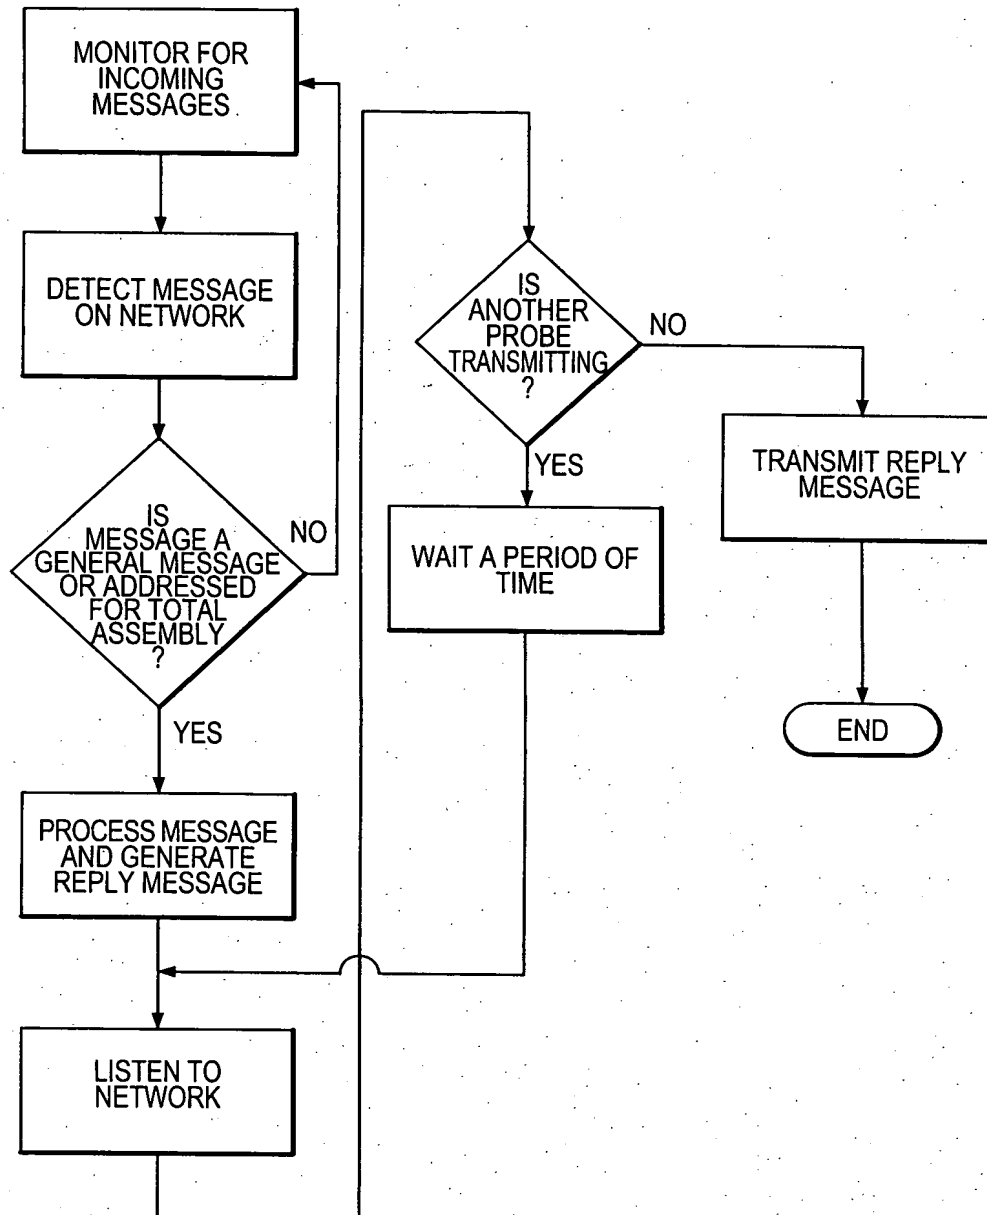 MONITOR FOR
INCOMING
MESSAGES
DETECT MESSAGE
ON NETWORK
IS
MESSAGE A
GENERAL MESSAGE
OR ADDRESSED
FOR TOTAL
ASSEMBLY
?
NO
YES
PROCESS MESSAGE
AND GENERATE
REPLY MESSAGE
LISTEN TO
NETWORK
IS
ANOTHER
PROBE
TRANSMITTING
?
NO
YES
WAIT A PERIOD OF
TIME
TRANSMIT REPLY
MESSAGE
END